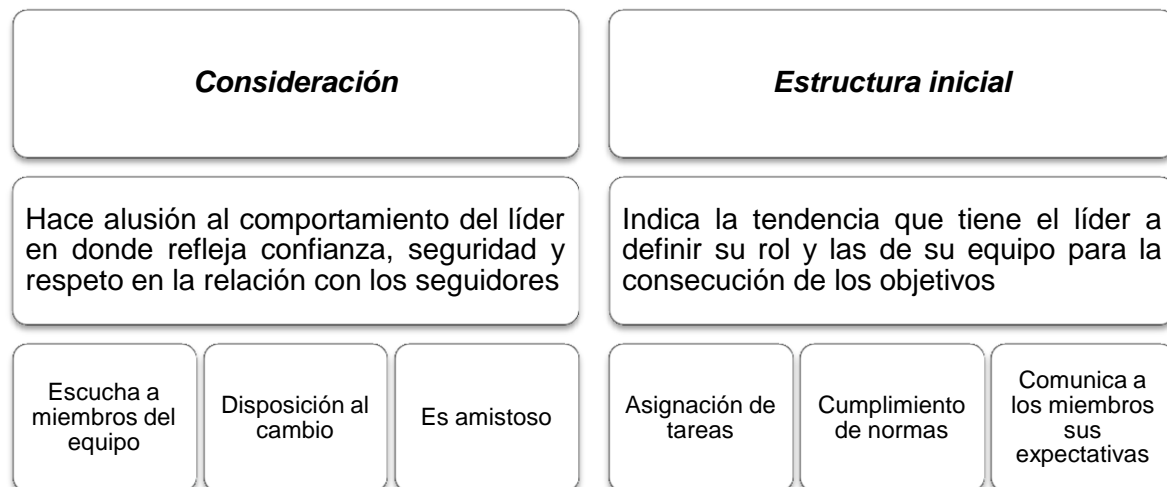 Consideración
Estructura inicial
Hace alusión al comportamiento del líder
en donde refleja confianza, seguridad y
respeto en la relación con los seguidores
Indica la tendencia que tiene el líder a
definir su rol y las de su equipo para la
consecución de los objetivos
Escucha a
miembros del
equipo
Disposición al
cambio
Es amistoso
Asignación de
tareas
Cumplimiento
de normas
Comunica a
los miembros
sus
expectativas